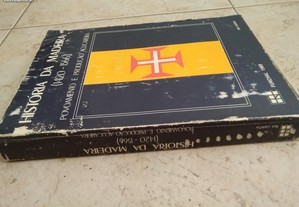 HISTÓRIA DA MADEIRA
(1420 - 1566)
POVOAMENTO E PRODUÇÃO AÇUCAREIRA
HISTÓRIA DA MADEIRA
(1420 - 1566)
POVOAMENTO E PRODUÇÃO AÇUCAREIRA